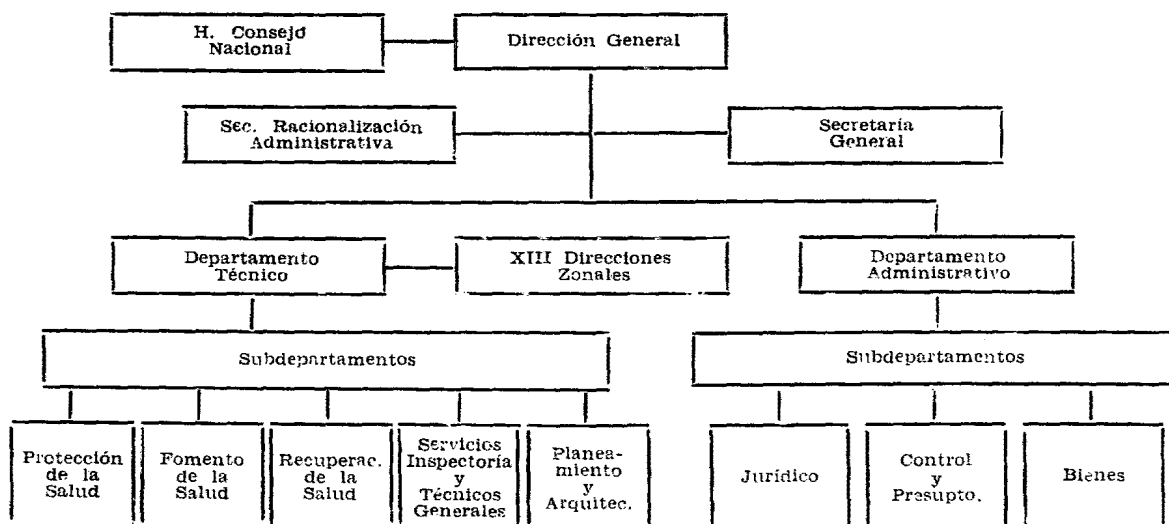 H. Consejo
Nacional
Dirección General
Sec. Racionalización
Administrativa
Secretaría
General
Departamento
Técnico
XIII Direcciones
Zonales
Departamento
Administrativo
Subdepartamentos
Subdepartamentos
Protección
de la
Salud
Fomento
de la
Salud
Recuperac.
de la
Salud
Servicios
Inspectoría
y
Técnicos
Generales
Planea-
miento
y
Arquitec.
Jurídico
Control
y
Presupto.
Bienes